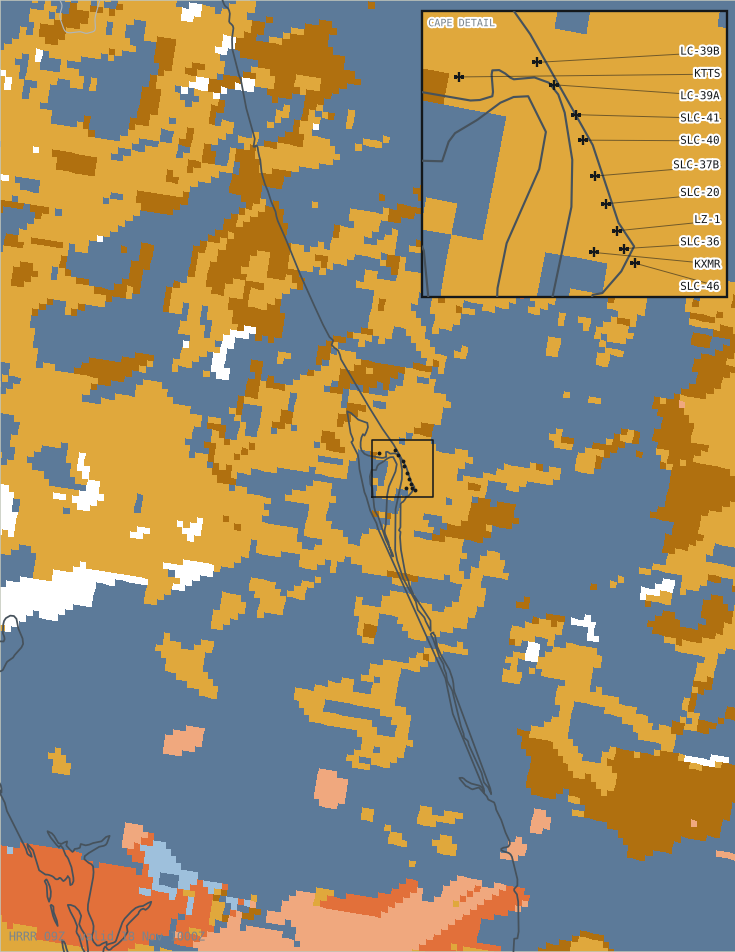 CAPE DETAIL
LC-39B
KTTS
LC-39A
SLC-41
SLC-40
SLC-37B
SLC-20
LZ-1
SLC-36
KXMR
SLC-46
HRRR